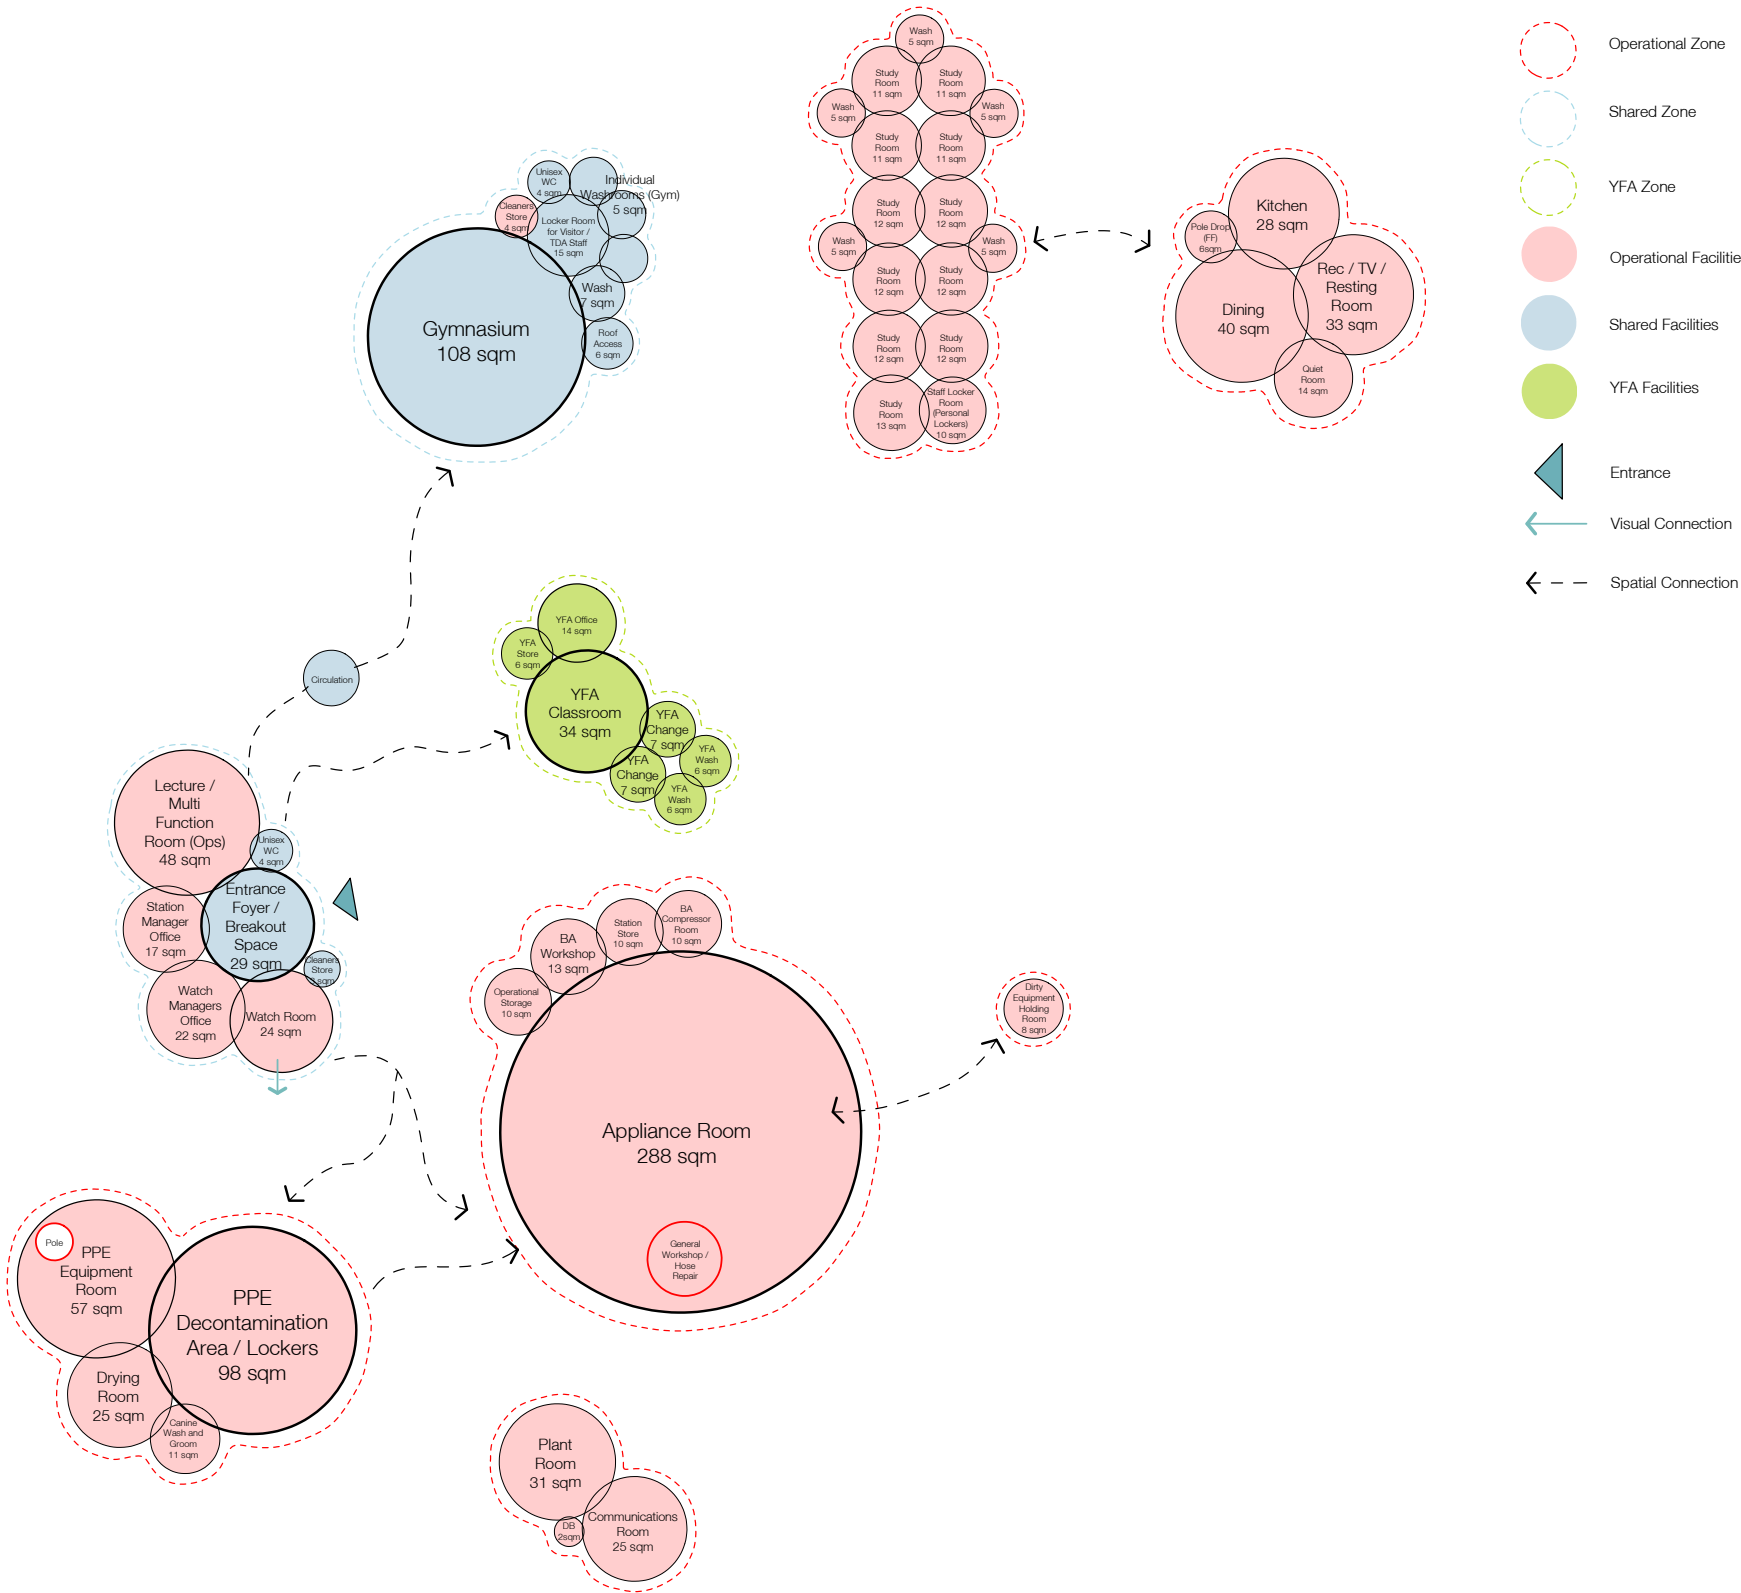 Wash
5 sqm
Study
Room
11 sqm
Study
Room
11 sqm
Wash
5 sqm
Wash
5 sqm
Study
Room
11 sqm
Study
Room
11 sqm
Study
Room
12 sqm
Study
Room
12 sqm
Wash
5 sqm
Wash
5 sqm
Study
Room
12 sqm
Study
Room
12 sqm
Study
Room
12 sqm
Study
Room
12 sqm
Study
Room
13 sqm
Staff Locker
Room
(Personal
Lockers)
10 sqm
Kitchen
28 sqm
Pole Drop
(FF)
6sqm
Rec / TV /
Resting
Room
33 sqm
Dining
40 sqm
Quiet
Room
14 sqm
Operational Zone
Shared Zone
YFA Zone
Operational Facilitie
Shared Facilities
YFA Facilities
Entrance
Visual Connection
Spatial Connection
Unisex
WC
4 sqm
Individual
Washrooms (Gym)
5 sqm
Cleaners
Store
4 sqm
Locker Room
for Visitor /
TDA Staff
15 sqm
Wash
7 sqm
Roof
Access
6 sqm
Gymnasium
108 sqm
Circulation
YFA Office
14 sqm
YFA
Store
6 sqm
YFA
Classroom
34 sqm
YFA
Change
7 sqm
YFA
Wash
6 sqm
YFA
Change
7 sqm
YFA
Wash
6 sqm
Lecture /
Multi
Function
Room (Ops)
48 sqm
Unisex
WC
4 sqm
Entrance
Foyer /
Breakout
Space
29 sqm
Station
Manager
Office
17 sqm
Cleaners
Store
3 sqm
Watch
Managers
Office
22 sqm
Watch Room
24 sqm
BA
Compressor
Room
10 sqm
Station
Store
10 sqm
BA
Workshop
13 sqm
Operational
Storage
10 sqm
Appliance Room
288 sqm
General
Workshop /
Hose
Repair
Dirty
Equipment
Holding
Room
8 sqm
Pole
PPE
Equipment
Room
57 sqm
PPE
Decontamination
Area / Lockers
98 sqm
Drying
Room
25 sqm
Canine
Wash and
Groom
11 sqm
Plant
Room
31 sqm
DB
2sqm
Communications
Room
25 sqm